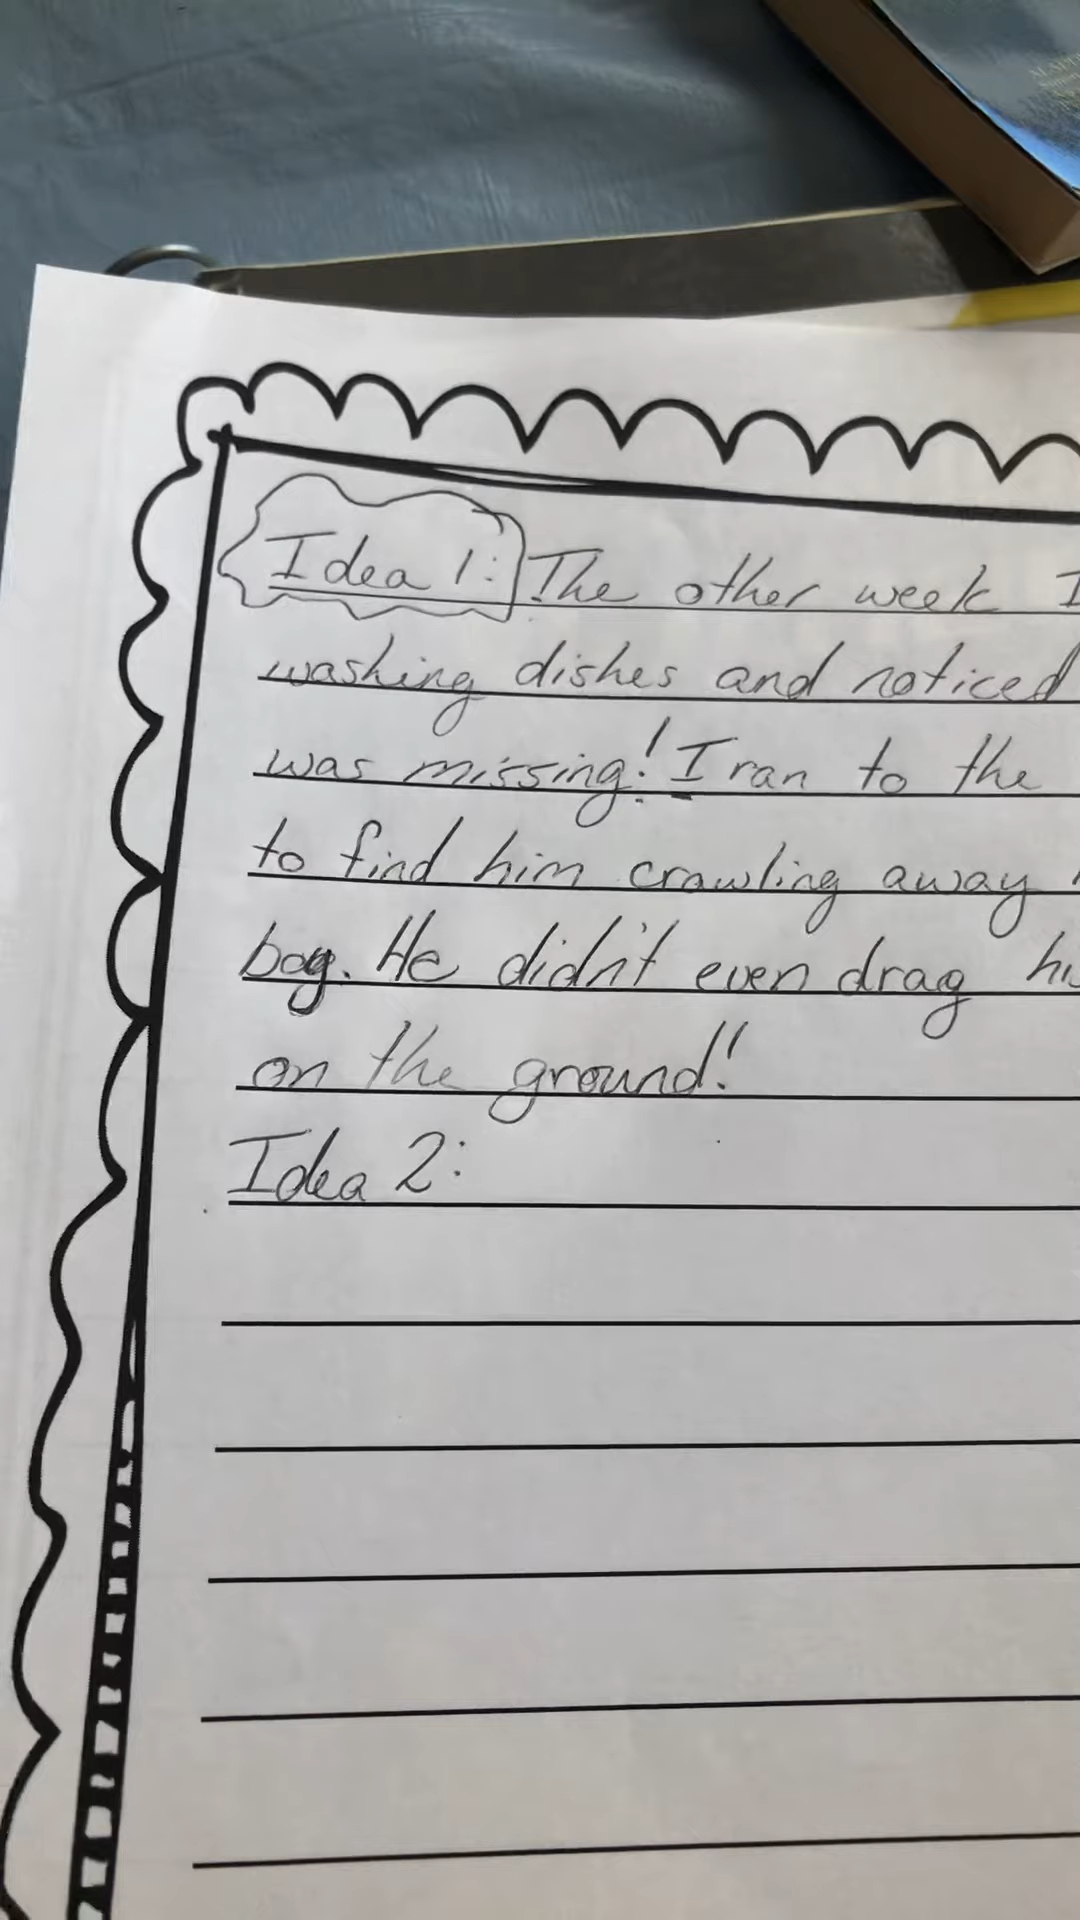 Idea 1: The other week I
washing dishes and noticed
was missing! I ran to the
to find him crawling away
bag. He didn't even drag
on the ground!
Idea 2: